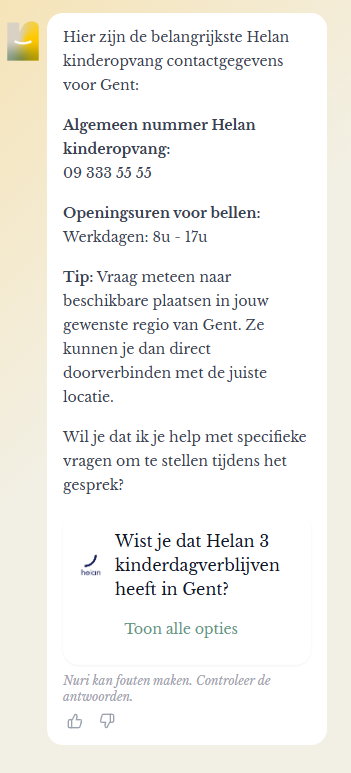 Hier zijn de belangrijkste Helan
kinderopvang contactgegevens
voor Gent:
Algemeen nummer Helan
kinderopvang:
09 333 55 55
Openingsuren voor bellen:
Werkdagen: 8u - 17u
Tip: Vraag meteen naar
beschikbare plaatsen in jouw
gewenste regio van Gent. Ze
kunnen je dan direct
doorverbinden met de juiste
locatie.
Wil je dat ik je help met specifieke
vragen om te stellen tijdens het
gesprek?
helan
Wist je dat Helan 3
kinderdagverblijven
heeft in Gent?
Toon alle opties
Nuri kan fouten maken. Controleer de
antwoorden.